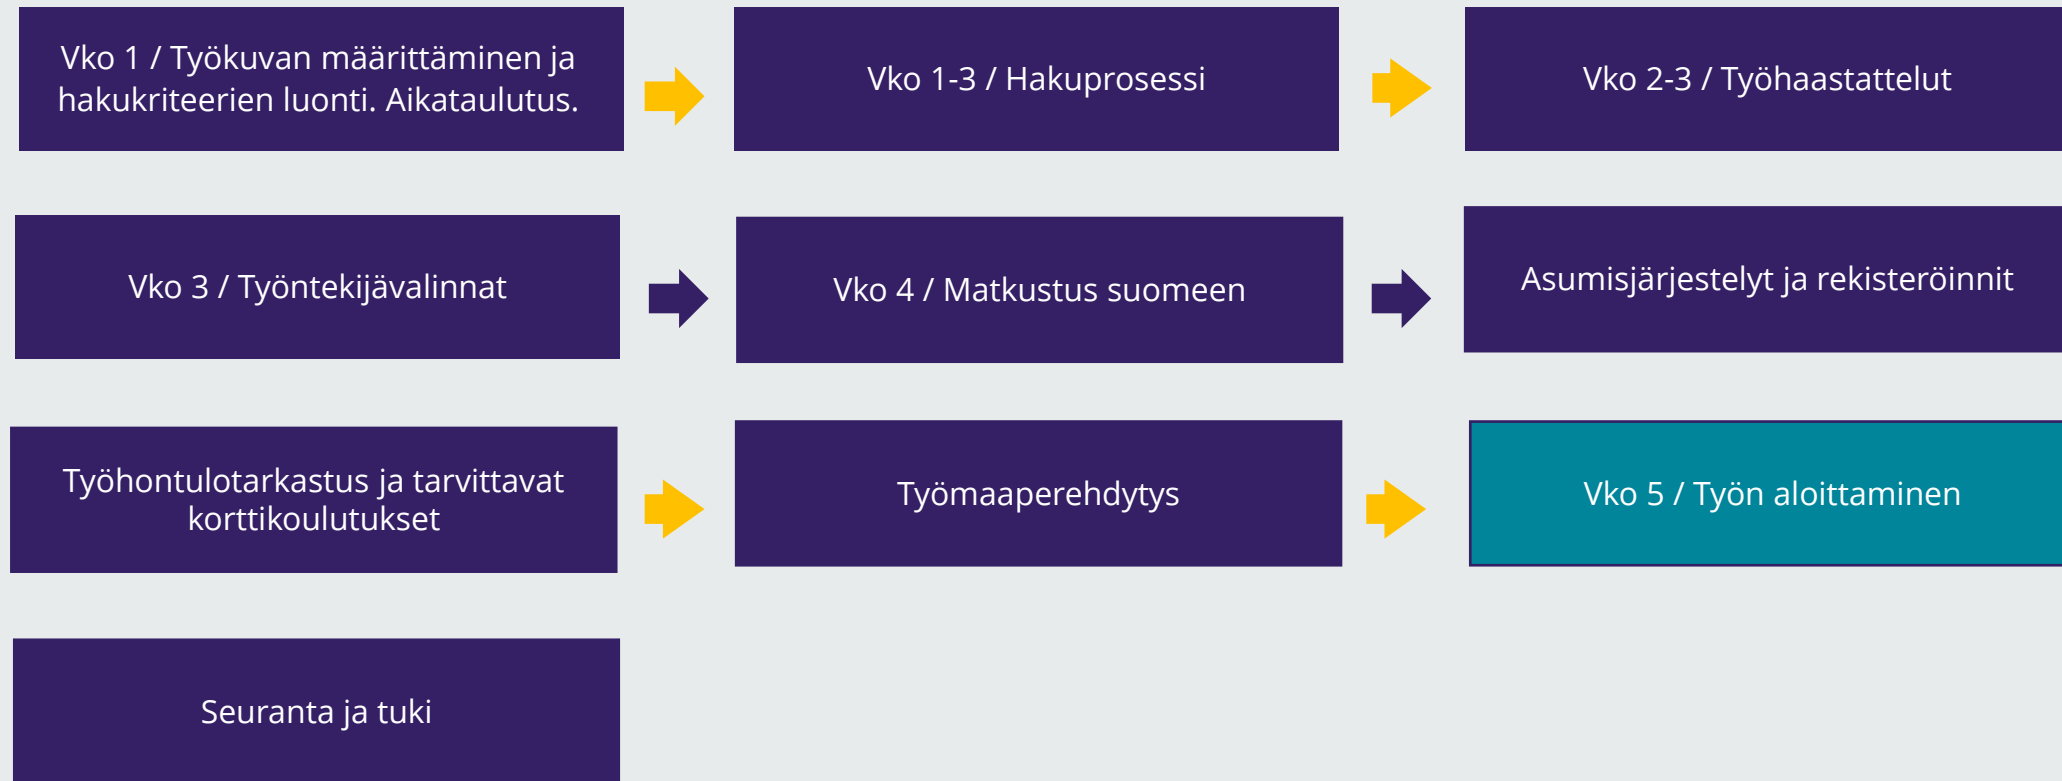 Vko 1 / Työkuvan määrittäminen ja
hakukriteerien luonti. Aikataulutus.
Vko 1-3 / Hakuprosessi
Vko 2-3 / Työhaastattelut
Vko 3 / Työntekijävalinnat
Vko 4 / Matkustus suomeen
Asumisjärjestelyt ja rekisteröinnit
Työhontulotarkastus ja tarvittavat
korttikoulutukset
Työmaaperehdytys
Vko 5 / Työn aloittaminen
Seuranta ja tuki